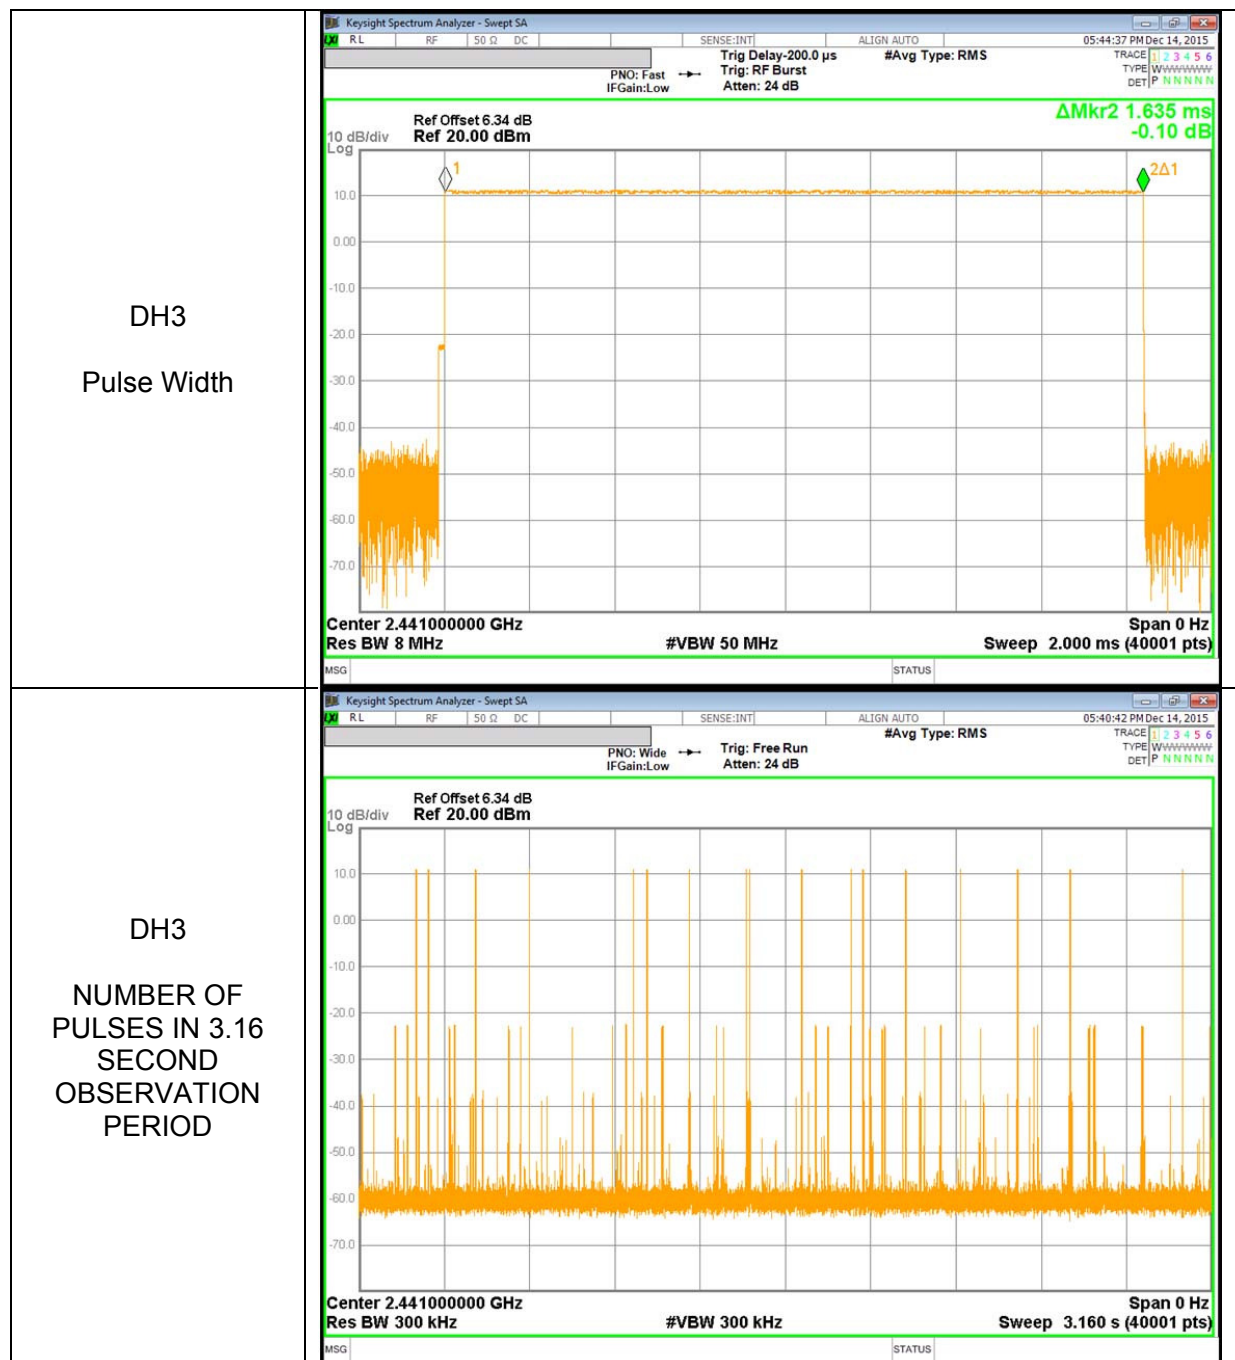 DH3
Pulse Width
Keysight Spectrum Analyzer - Swept SA
LXI RL RF 50 Ω DC SENSE:INT ALIGN AUTO 05:44:37 PM Dec 14, 2015
Trig Delay-200.0 µs #Avg Type: RMS TRACE 1 2 3 4 5 6
PNO: Fast Trig: RF Burst TYPE WWWWWWW
IFGain:Low Atten: 24 dB DET P N N N N N
ΔMkr2 1.635 ms
-0.10 dB
Ref Offset 6.34 dB
10 dB/div Ref 20.00 dBm
Log
1 2Δ1
10.0
0.00
-10.0
-20.0
-30.0
-40.0
-50.0
-60.0
-70.0
Center 2.441000000 GHz Span 0 Hz
Res BW 8 MHz #VBW 50 MHz Sweep 2.000 ms (40001 pts)
MSG STATUS
DH3
NUMBER OF
PULSES IN 3.16
SECOND
OBSERVATION
PERIOD
Keysight Spectrum Analyzer - Swept SA
LXI RL RF 50 Ω DC SENSE:INT ALIGN AUTO 05:40:42 PM Dec 14, 2015
#Avg Type: RMS TRACE 1 2 3 4 5 6
PNO: Wide Trig: Free Run TYPE WWWWWWW
IFGain:Low Atten: 24 dB DET P N N N N N
Ref Offset 6.34 dB
10 dB/div Ref 20.00 dBm
Log
10.0
0.00
-10.0
-20.0
-30.0
-40.0
-50.0
-60.0
-70.0
Center 2.441000000 GHz Span 0 Hz
Res BW 300 kHz #VBW 300 kHz Sweep 3.160 s (40001 pts)
MSG STATUS